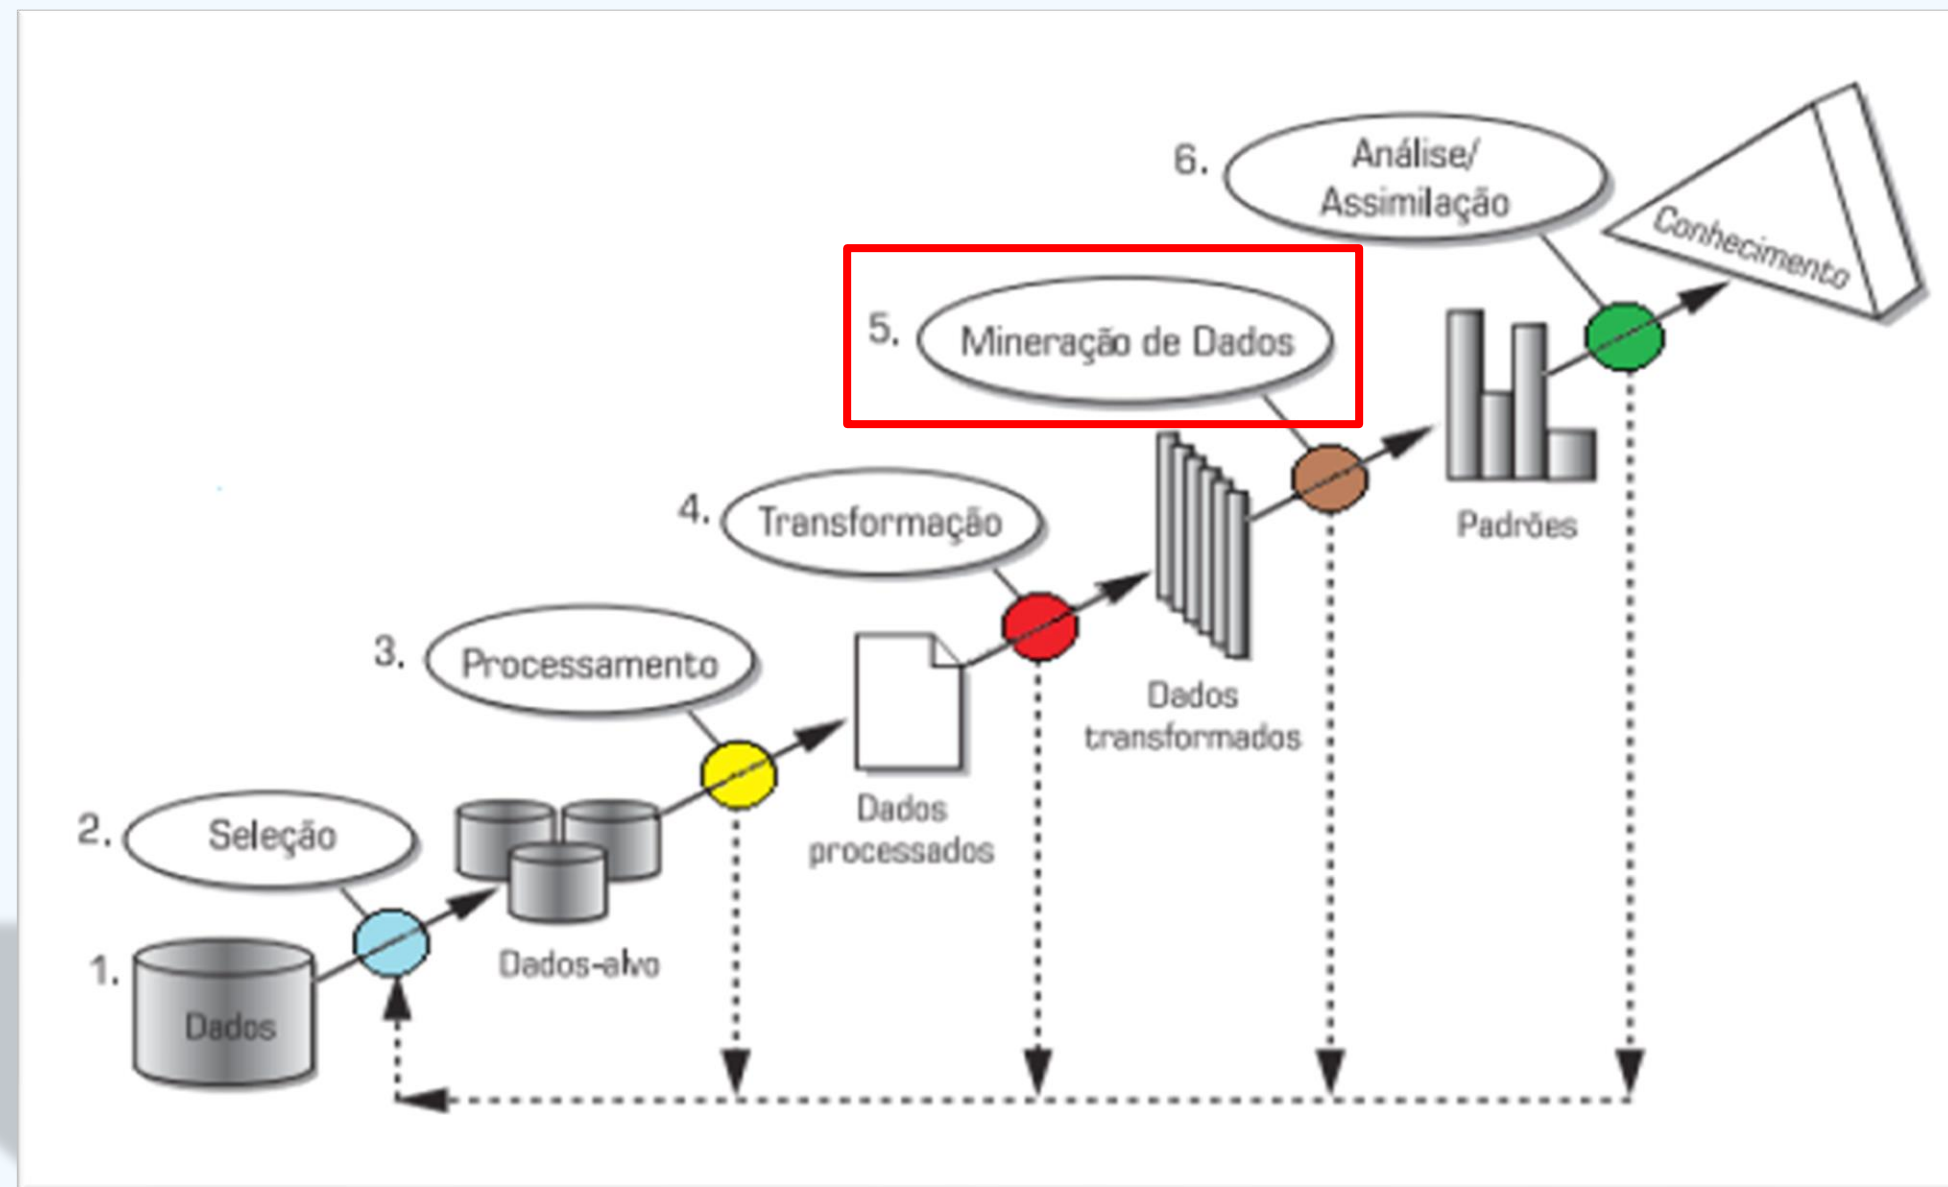 6.
Análise/
Assimilação
Conhecimento
5.
Mineração de Dados
4.
Transformação
Padrões
3.
Processamento
Dados
transformados
2.
Seleção
Dados
processados
Dados-alvo
1.
Dados